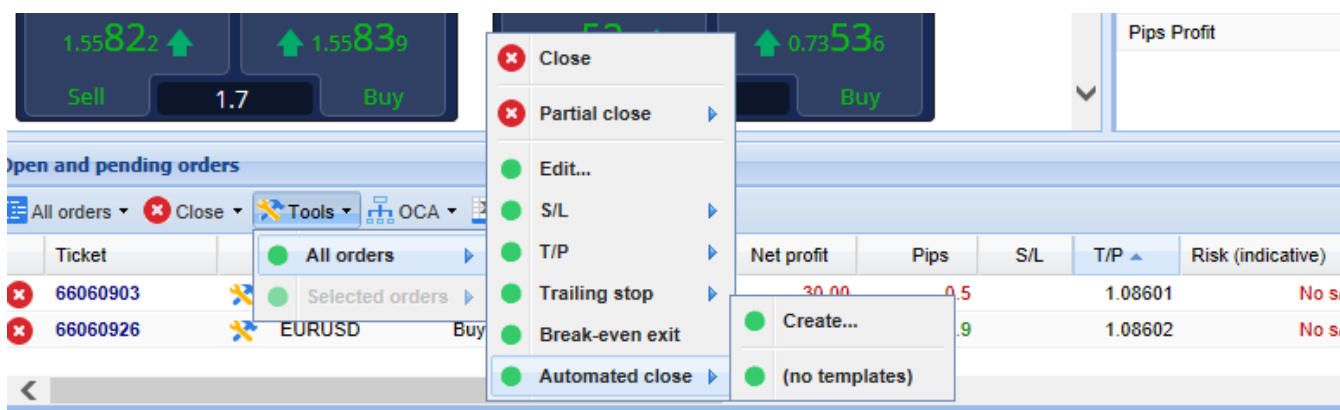 1.55822
1.55839
0.73536
Pips Profit
Sell
1.7
Buy
Buy
Close
Partial close
Open and pending orders
Edit...
All orders
Close
Tools
OCA
S/L
Ticket
All orders
T/P
Net profit
Pips
S/L
T/P
Risk (indicative)
66060903
Selected orders
Trailing stop
30.00
0.5
1.08601
No
Create...
66060926
EURUSD
Buy
Break-even exit
.9
1.08602
No
Automated close
(no templates)